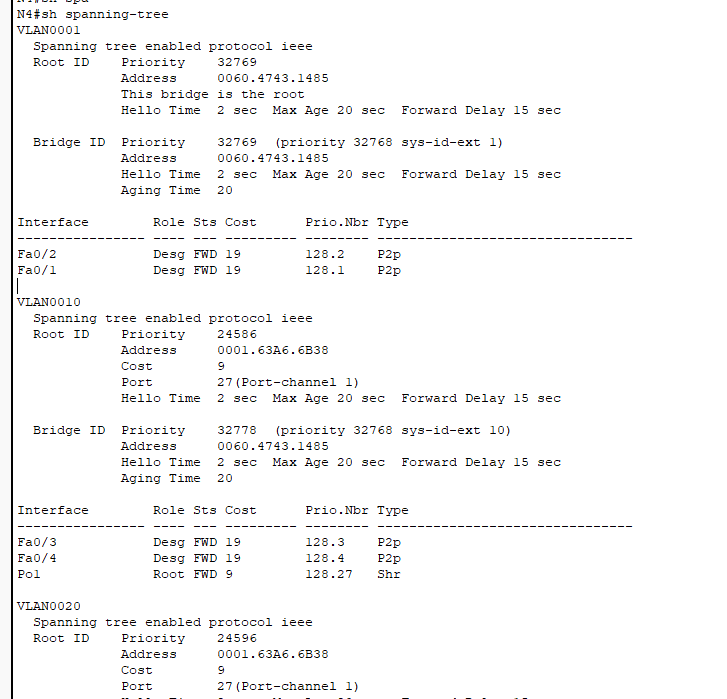 N4#sh spanning-tree
VLAN0001
  Spanning tree enabled protocol ieee
  Root ID    Priority    32769
             Address     0060.4743.1485
             This bridge is the root
             Hello Time  2 sec  Max Age 20 sec  Forward Delay 15 sec
  Bridge ID  Priority    32769  (priority 32768 sys-id-ext 1)
             Address     0060.4743.1485
             Hello Time  2 sec  Max Age 20 sec  Forward Delay 15 sec
             Aging Time  20
Interface        Role Sts Cost      Prio.Nbr Type
---------------- ---- --- --------- -------- --------------------------------
Fa0/2            Desg FWD 19        128.2    P2p
Fa0/1            Desg FWD 19        128.1    P2p
VLAN0010
  Spanning tree enabled protocol ieee
  Root ID    Priority    24586
             Address     0001.63A6.6B38
             Cost        9
             Port        27(Port-channel 1)
             Hello Time  2 sec  Max Age 20 sec  Forward Delay 15 sec
  Bridge ID  Priority    32778  (priority 32768 sys-id-ext 10)
             Address     0060.4743.1485
             Hello Time  2 sec  Max Age 20 sec  Forward Delay 15 sec
             Aging Time  20
Interface        Role Sts Cost      Prio.Nbr Type
---------------- ---- --- --------- -------- --------------------------------
Fa0/3            Desg FWD 19        128.3    P2p
Fa0/4            Desg FWD 19        128.4    P2p
Po1              Root FWD 9         128.27   Shr
VLAN0020
  Spanning tree enabled protocol ieee
  Root ID    Priority    24596
             Address     0001.63A6.6B38
             Cost        9
             Port        27(Port-channel 1)